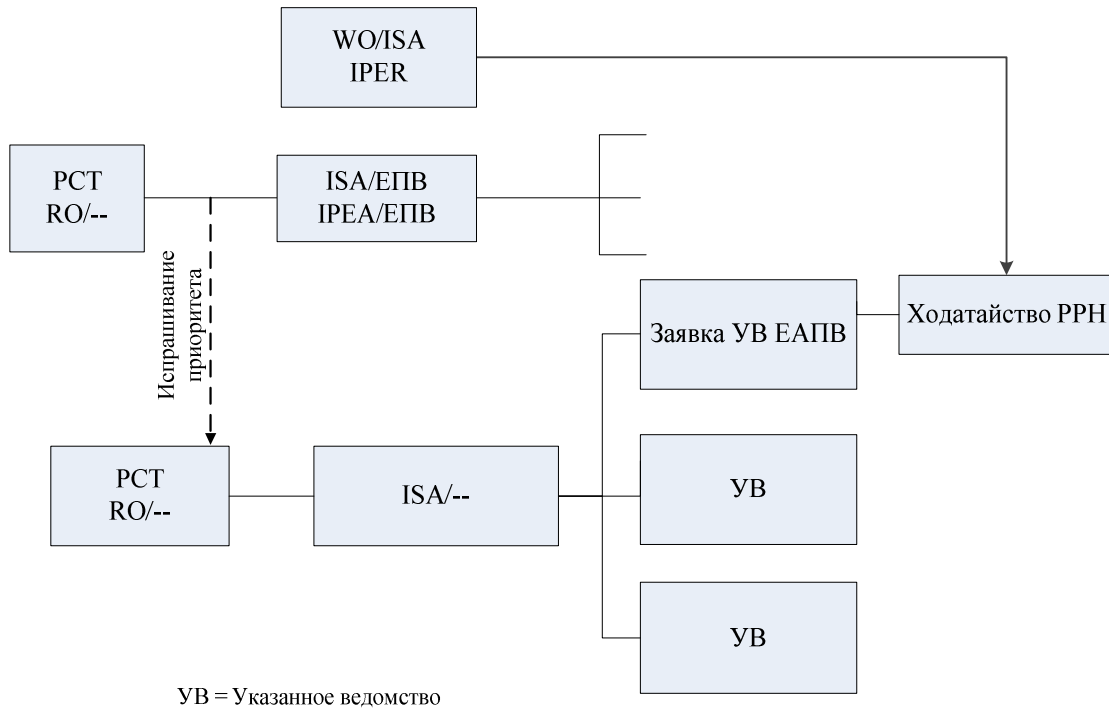 WO/ISA
IPER
PCT
RO/--
ISA/ЕПВ
IPEA/ЕПВ
Испрашивание
приоритета
Заявка УВ ЕАПВ
Ходатайство PPH
PCT
RO/--
ISA/--
УВ
УВ
УВ = Указанное ведомство